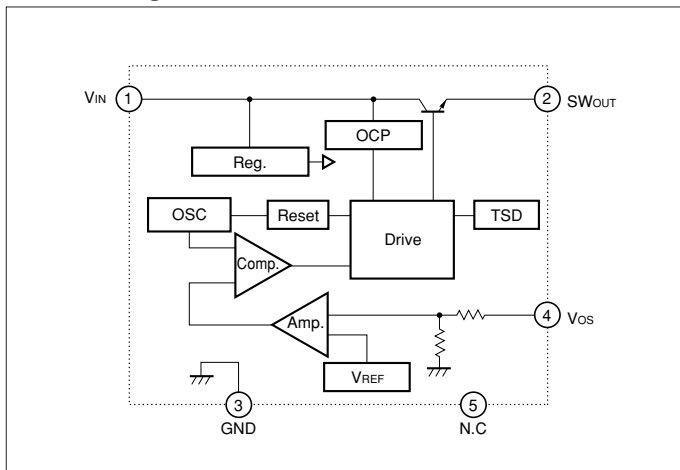 VIN
1
2
SWOUT
OCP
Reg.
OSC
Reset
Drive
TSD
Comp.
Amp.
4
VOS
VREF
3
GND
5
N.C